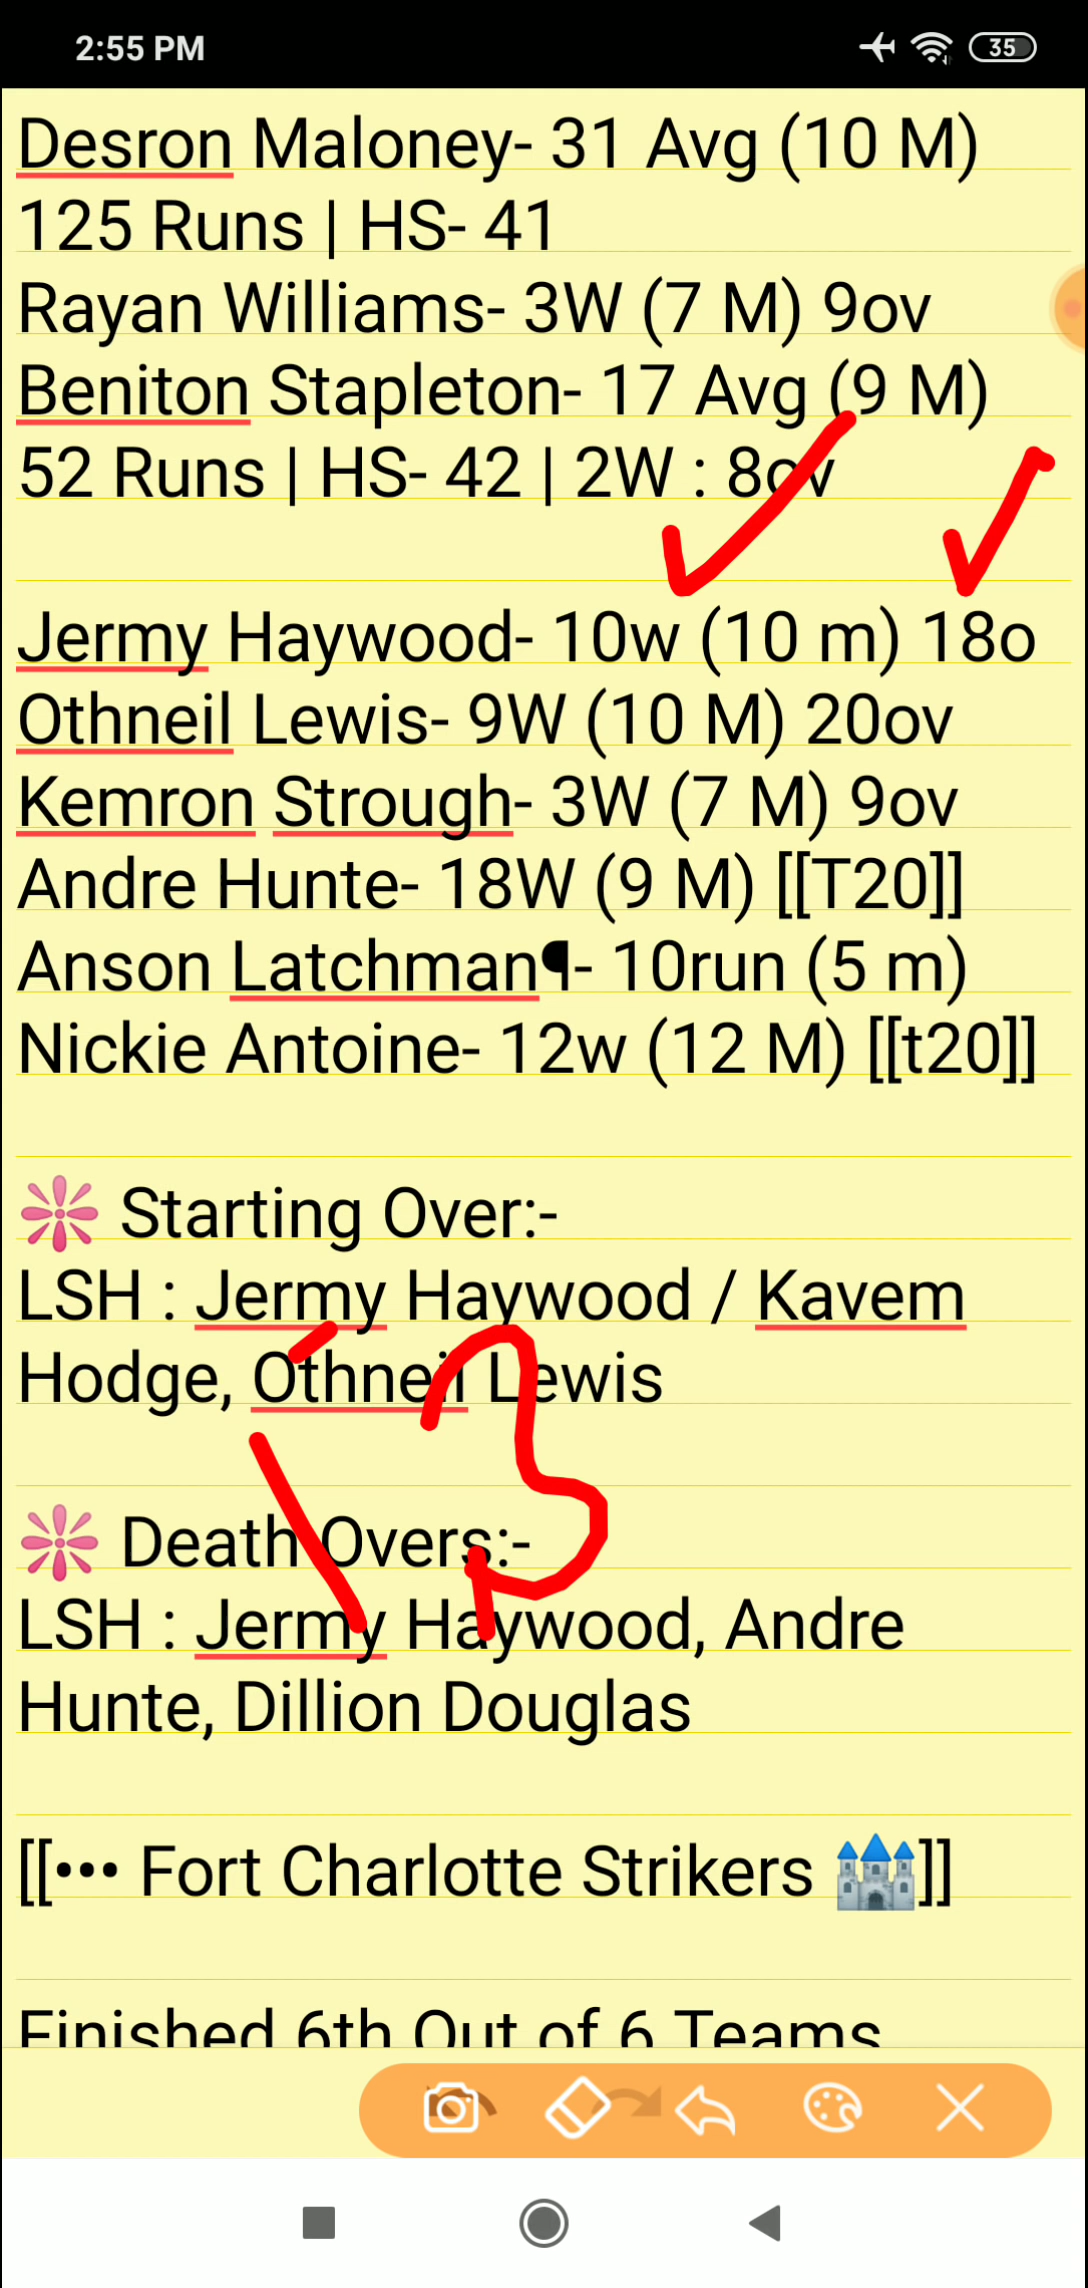 2:55 PM
35
Desron Maloney- 31 Avg (10 M)
125 Runs | HS- 41
Rayan Williams- 3W (7 M) 9ov
Beniton Stapleton- 17 Avg (9 M)
52 Runs | HS- 42 | 2W : 8ov
Jermy Haywood- 10w (10 m) 18o
Othneil Lewis- 9W (10 M) 20ov
Kemron Strough- 3W (7 M) 9ov
Andre Hunte- 18W (9 M) [[T20]]
Anson Latchman¶- 10run (5 m)
Nickie Antoine- 12w (12 M) [[t20]]
Starting Over:-
LSH : Jermy Haywood / Kavem
Hodge, Othneil Lewis
Death Overs:-
LSH : Jermy Haywood, Andre
Hunte, Dillion Douglas
[[••• Fort Charlotte Strikers 🏰]]
Finished 6th Out of 6 Teams